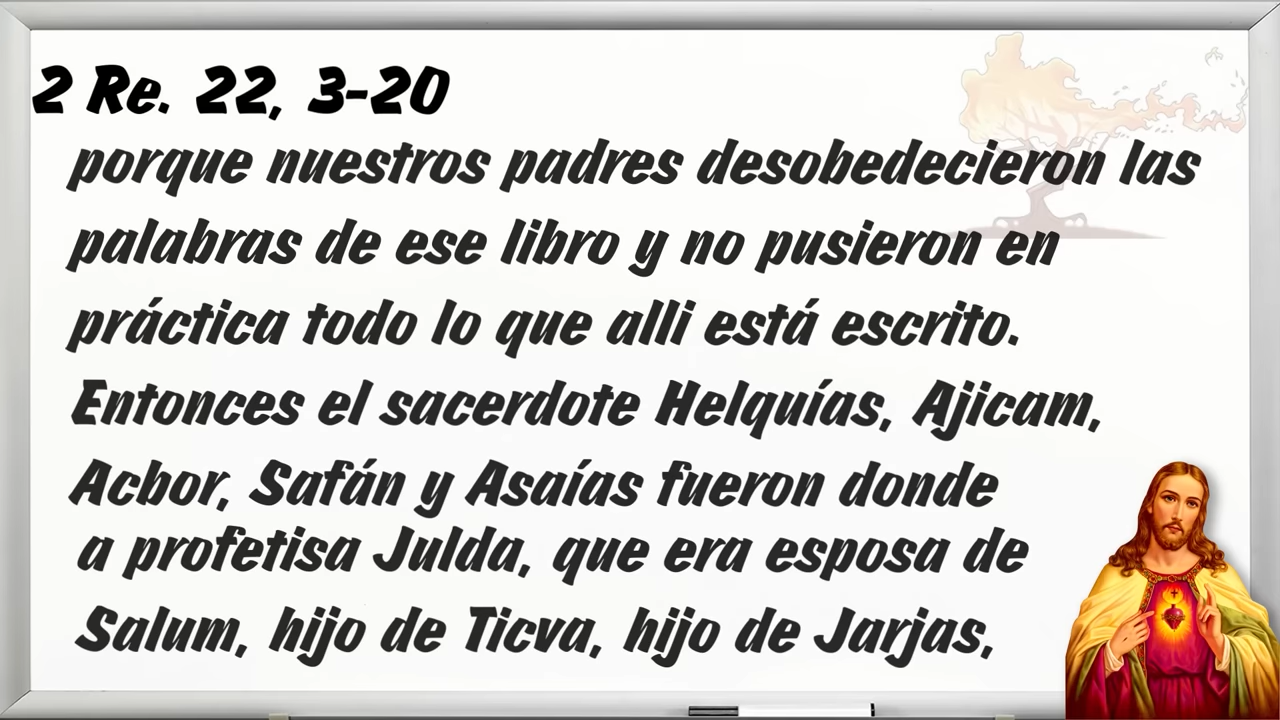 2 Re. 22, 3-20
porque nuestros padres desobedecieron las
palabras de ese libro y no pusieron en
práctica todo lo que alli está escrito.
Entonces el sacerdote Helquías, Ajicam,
Acbor, Safán y Asaías fueron donde
a profetisa Julda, que era esposa de
Salum, hijo de Ticva, hijo de Jarjas,